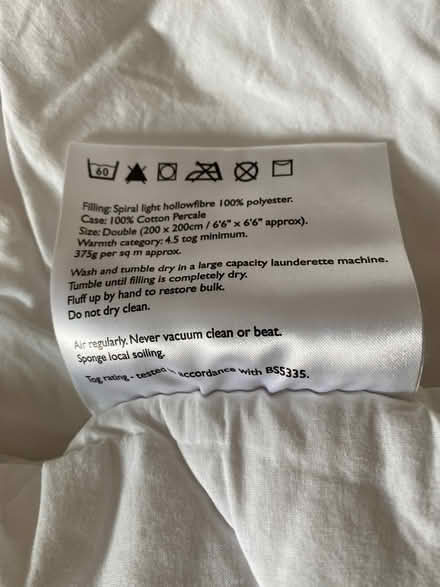 60
Filling: Spiral light hollowfibre 100% polyester.
Case: 100% Cotton Percale
Size: Double (200 x 200cm / 6'6" x 6'6" approx).
Warmth category: 4.5 tog minimum.
375g per sq m approx.
Wash and tumble dry in a large capacity launderette machine.
Tumble until filling is completely dry.
Fluff up by hand to restore bulk.
Do not dry clean.
Air regularly. Never vacuum clean or beat.
Sponge local soiling.
Tog rating - tested in accordance with BS5335.